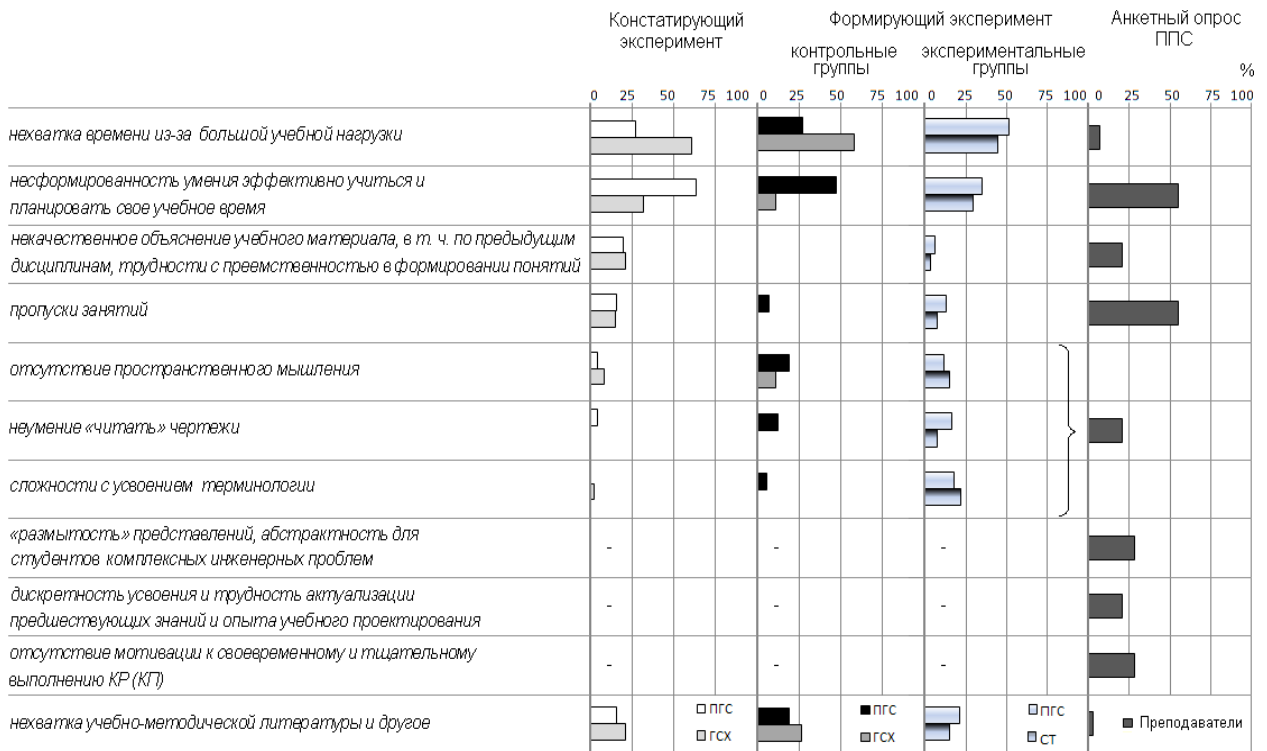 Констатирующий
эксперимент
Формирующий эксперимент
контрольные
группы
экспериментальные
группы
Анкетный опрос
ППС
%
0 25 50 75 100 0 25 50 75 100 0 25 50 75 100 0 25 50 75 100
нехватка времени из-за большой учебной нагрузки
несформированность умения эффективно учиться и
планировать свое учебное время
некачественное объяснение учебного материала, в т. ч. по предыдущим
дисциплинам, трудности с преемственностью в формировании понятий
пропуски занятий
отсутствие пространственного мышления
неумение «читать» чертежи
сложности с усвоением терминологии
«размытость» представлений, абстрактность для
студентов комплексных инженерных проблем
- - -
дискретность усвоения и трудность актуализации
предшествующих знаний и опыта учебного проектирования
- - -
отсутствие мотивации к своевременному и тщательному
выполнению КР (КП)
- - -
нехватка учебно-методической литературы и другое
ПГС
ГСХ
ПГС
ГСХ
ПГС
СТ
Преподаватели